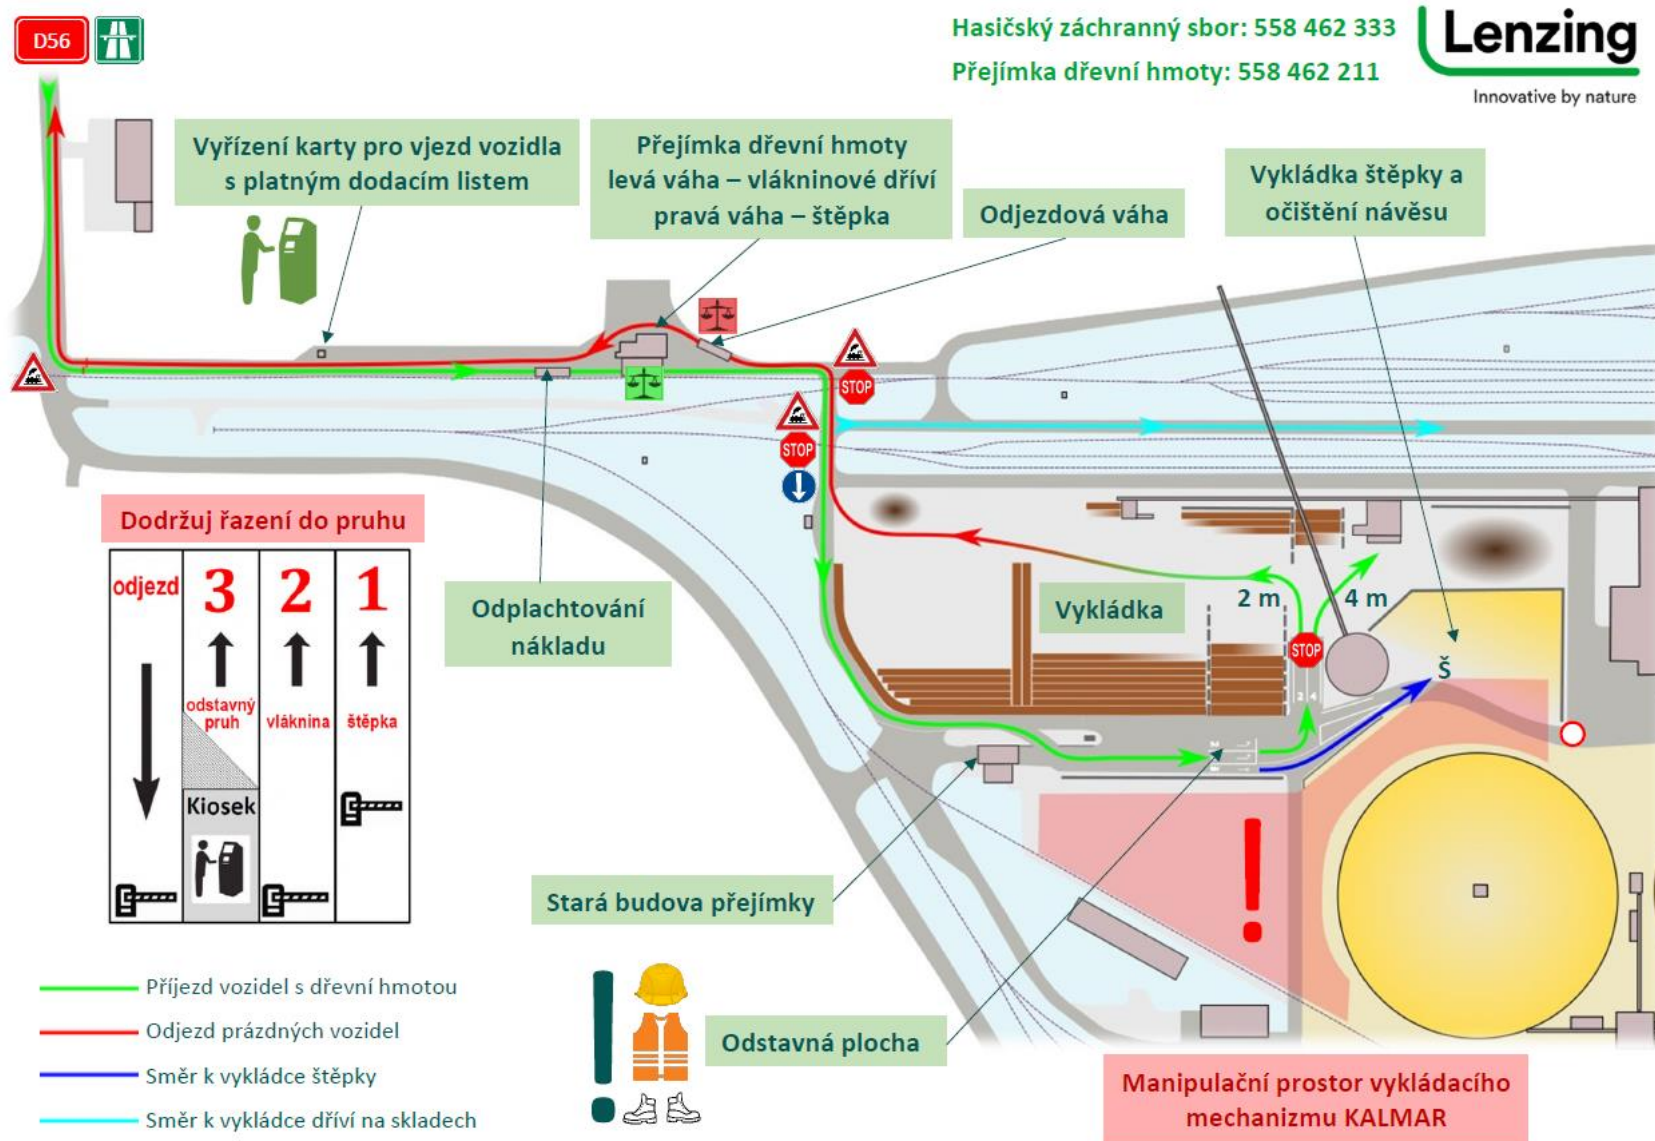 D56
Hasičský záchranný sbor: 558 462 333
Přejímka dřevní hmoty: 558 462 211
Lenzing
Innovative by nature
Vyřízení karty pro vjezd vozidla
s platným dodacím listem
Přejímka dřevní hmoty
levá váha – vlákninové dříví
pravá váha – štěpka
Odjezdová váha
Vykládka štěpky a
očištění návěsu
STOP
STOP
Dodržuj řazení do pruhu
odjezd
3
2
1
odstavný
pruh
vláknina
štěpka
Kiosek
Odplachtování
nákladu
Vykládka
2 m
4 m
STOP
Š
2 4
Stará budova přejímky
!
Odstavná plocha
!
Manipulační prostor vykládacího
mechanizmu KALMAR
Příjezd vozidel s dřevní hmotou
Odjezd prázdných vozidel
Směr k vykládce štěpky
Směr k vykládce dříví na skladech